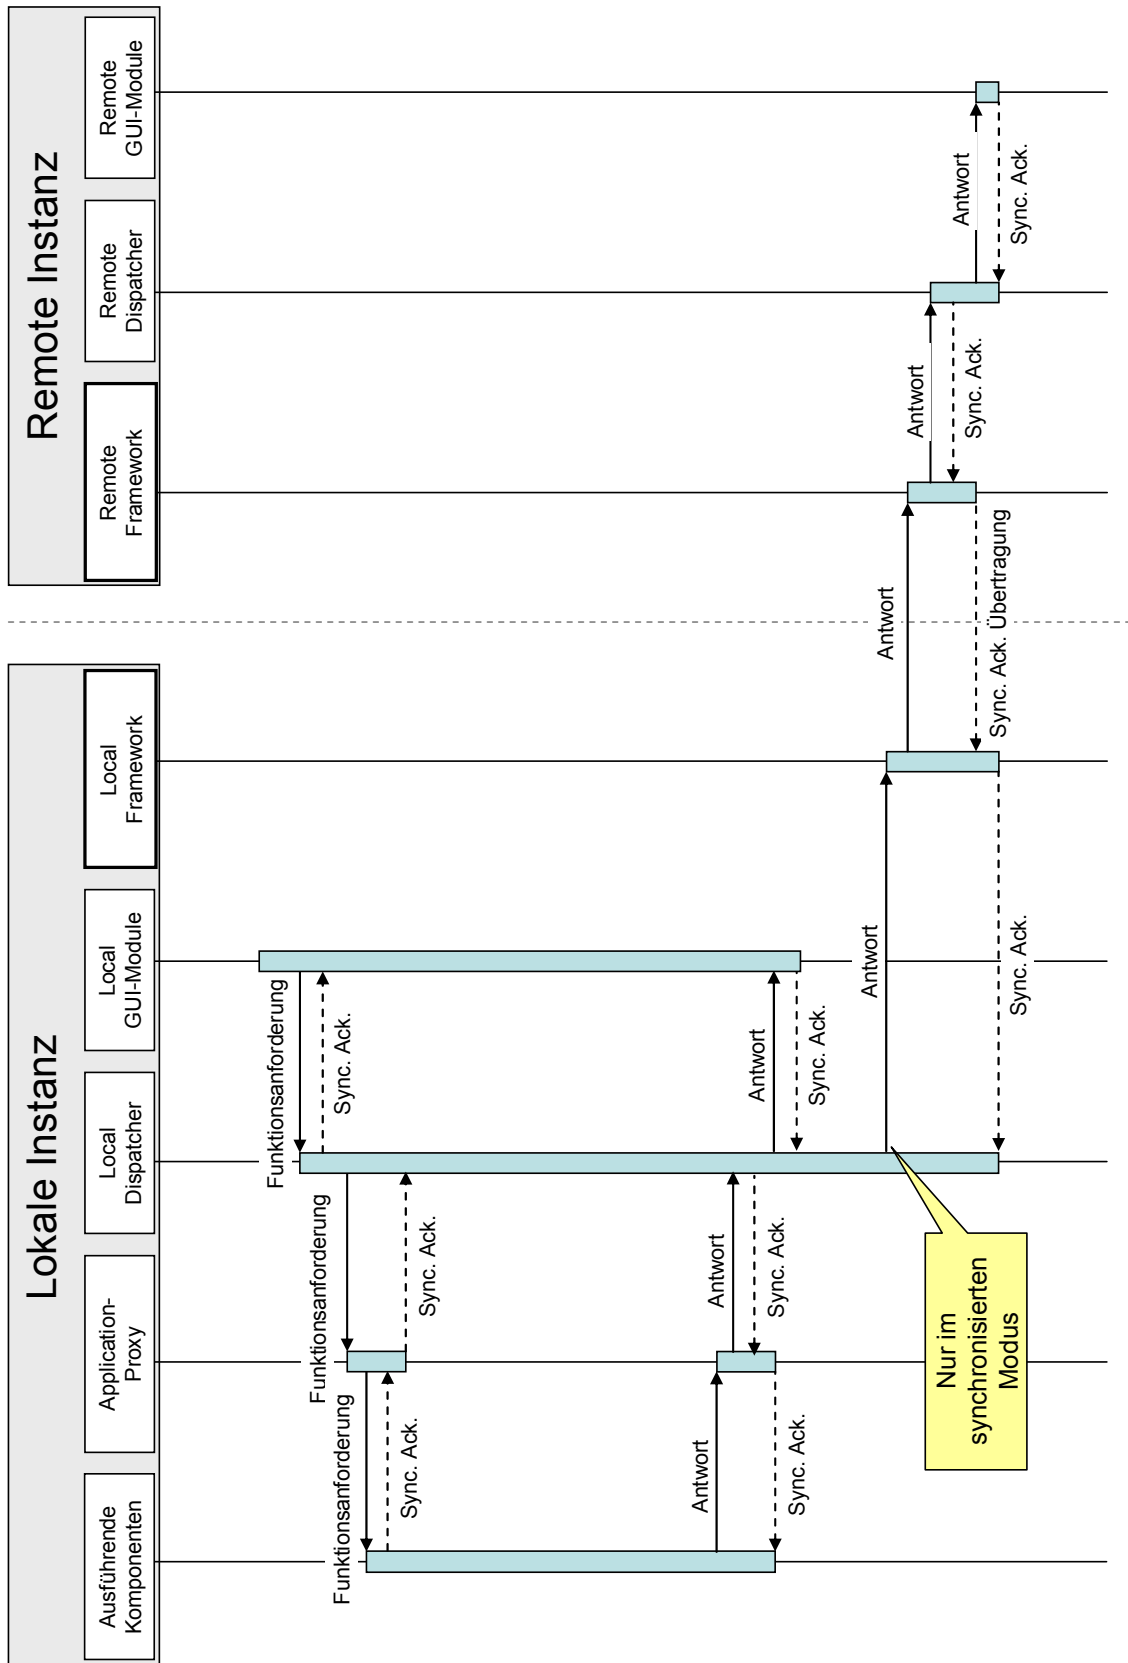 Lokale Instanz
Remote Instanz
Ausführende
Komponenten
Application-
Proxy
Local
Dispatcher
Local
GUI-Module
Local
Framework
Remote
Framework
Remote
Dispatcher
Remote
GUI-Module
Funktionsanforderung
Sync. Ack.
Funktionsanforderung
Funktionsanforderung
Sync. Ack.
Sync. Ack.
Antwort
Antwort
Sync. Ack.
Sync. Ack.
Antwort
Sync. Ack.
Antwort
Antwort
Antwort
Sync. Ack.
Antwort
Sync. Ack. Übertragung
Sync. Ack.
Sync. Ack.
Nur im
synchronisierten
Modus